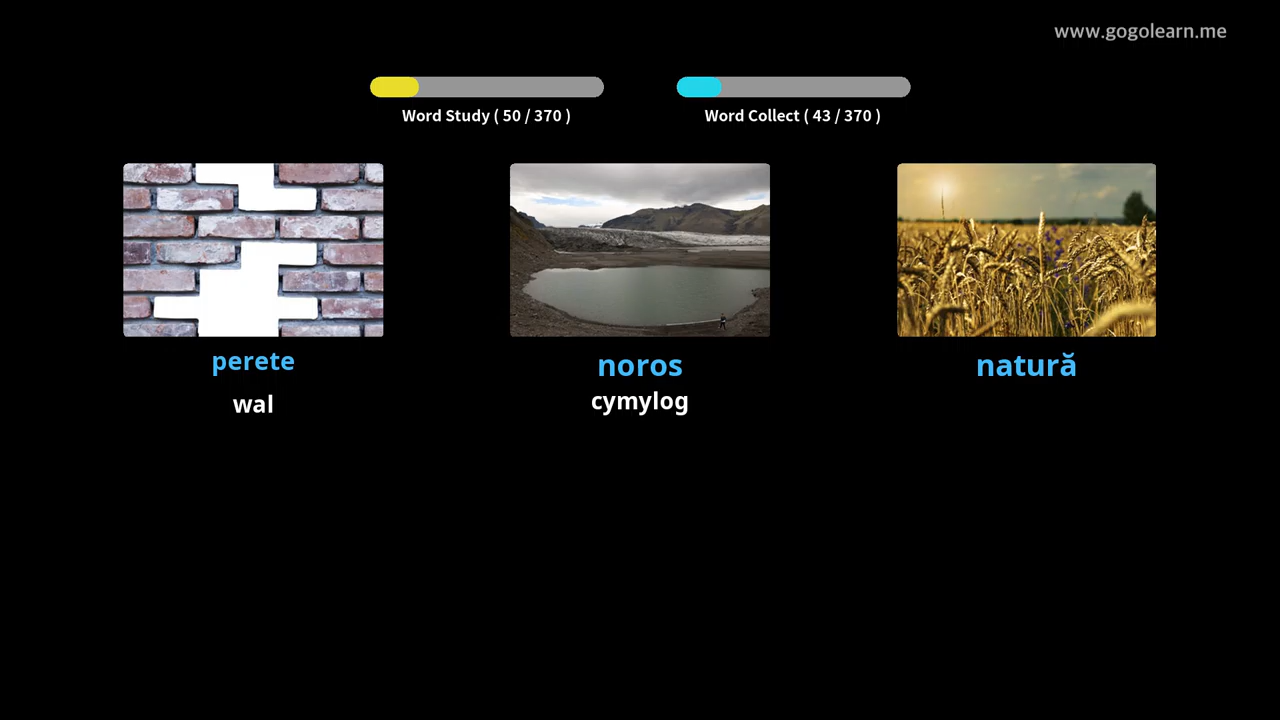 www.gogolearn.me
Word Study ( 50 / 370 )
Word Collect ( 43 / 370 )
perete
wal
noros
cymylog
natură